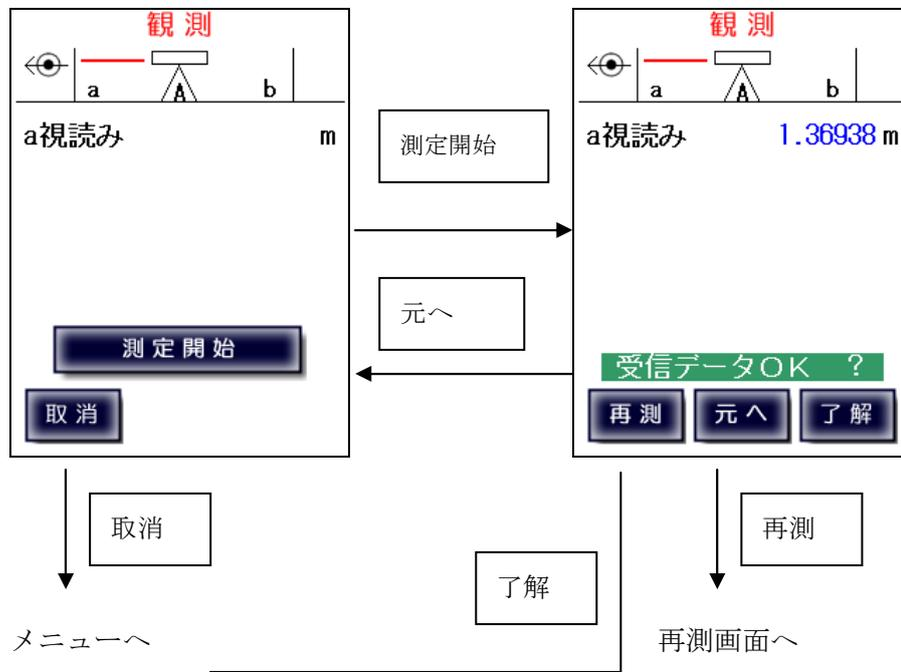 観測
a
A
b
a視読み m
測定開始
取消
測定開始
元へ
観測
a
A
b
a視読み 1.36938 m
受信データOK ？
再測
元へ
了解
取消
メニューへ
了解
再測
再測画面へ